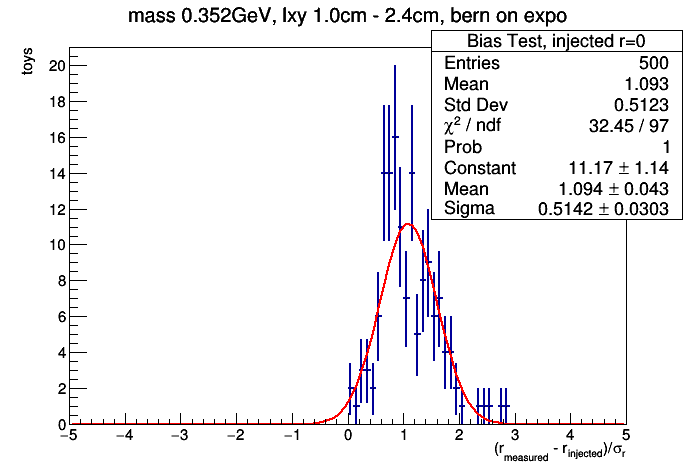 mass 0.352GeV, lxy 1.0cm - 2.4cm, bern on expo
toys
Bias Test, injected r=0
Entries 500
Mean 1.093
Std Dev 0.5123
χ² / ndf 32.45 / 97
Prob 1
Constant 11.17 ± 1.14
Mean 1.094 ± 0.043
Sigma 0.5142 ± 0.0303
20
18
16
14
12
10
8
6
4
2
0
−5 −4 −3 −2 −1 0 1 2 3 4 5
(r_measured - r_injected)/σ_r